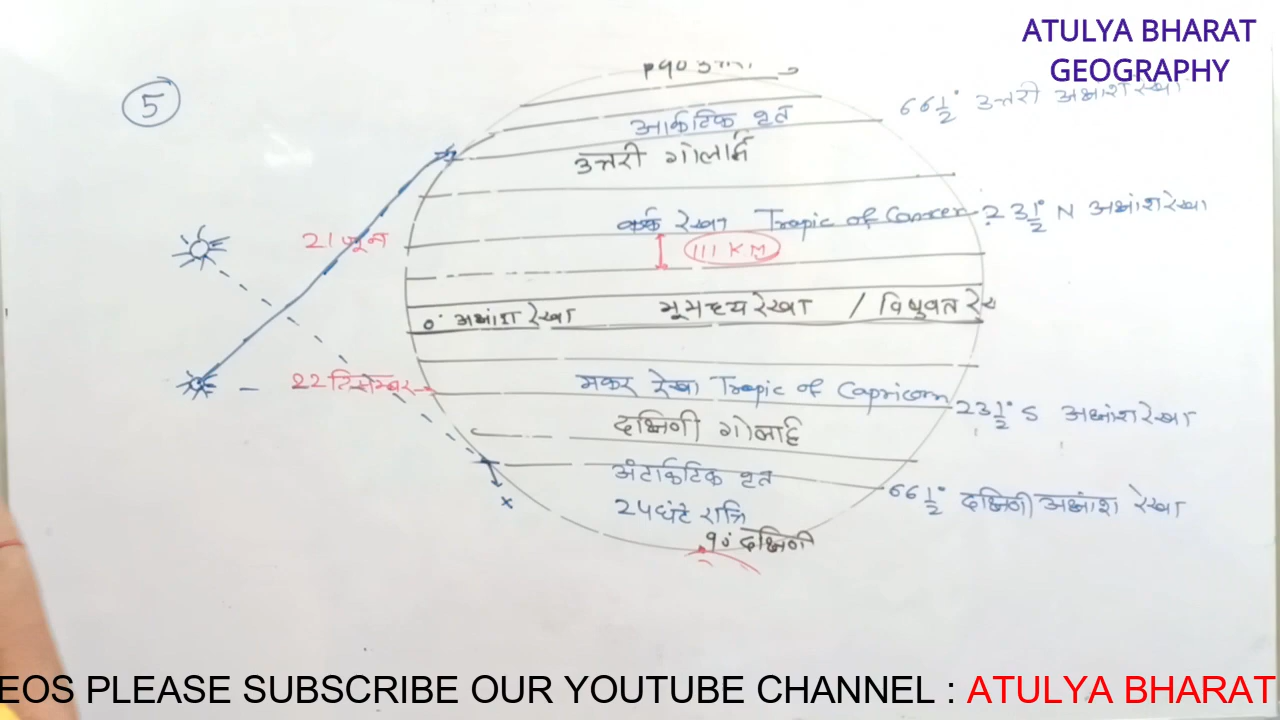 ATULYA BHARAT
GEOGRAPHY
5
90
66 1/2° उत्तरी अक्षांश रेखा
आर्कटिक वृत
उत्तरी गोलार्द्ध
कर्क रेखा Tropic of Cancer 23 1/2° N अक्षांश रेखा
21 जून
111 KM
0° अक्षांश रेखा भूमध्य रेखा / विषुवत रे
22 दिसेम्बर
मकर रेखा Tropic of Capricorn 23 1/2° S अक्षांश रेखा
दक्षिणी गोलार्द्ध
अंटार्कटिक वृत
66 1/2° दक्षिणी अक्षांश रेखा
24 घंटे रात्रि
90° दक्षिणी
x
EOS PLEASE SUBSCRIBE OUR YOUTUBE CHANNEL : ATULYA BHARAT